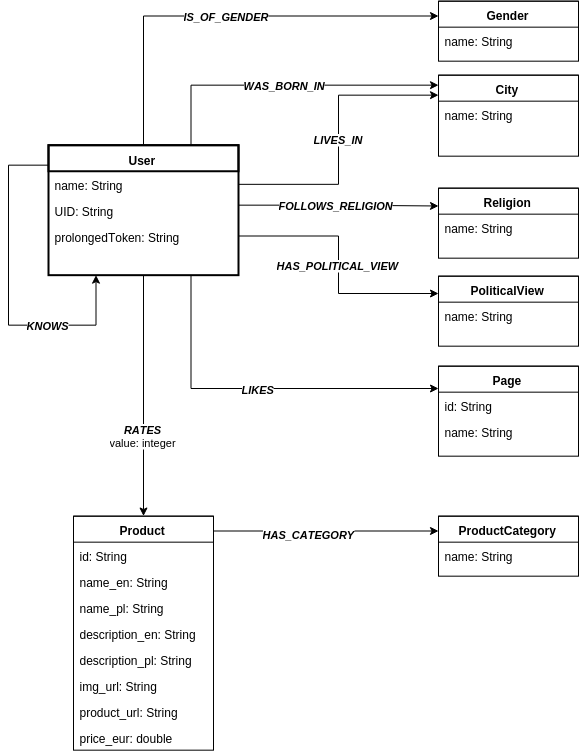 IS_OF_GENDER
Gender
name: String
WAS_BORN_IN
City
name: String
LIVES_IN
User
name: String
UID: String
prolongedToken: String
FOLLOWS_RELIGION
Religion
name: String
HAS_POLITICAL_VIEW
PoliticalView
name: String
KNOWS
LIKES
Page
id: String
name: String
RATES
value: integer
Product
id: String
name_en: String
name_pl: String
description_en: String
description_pl: String
img_url: String
product_url: String
price_eur: double
HAS_CATEGORY
ProductCategory
name: String